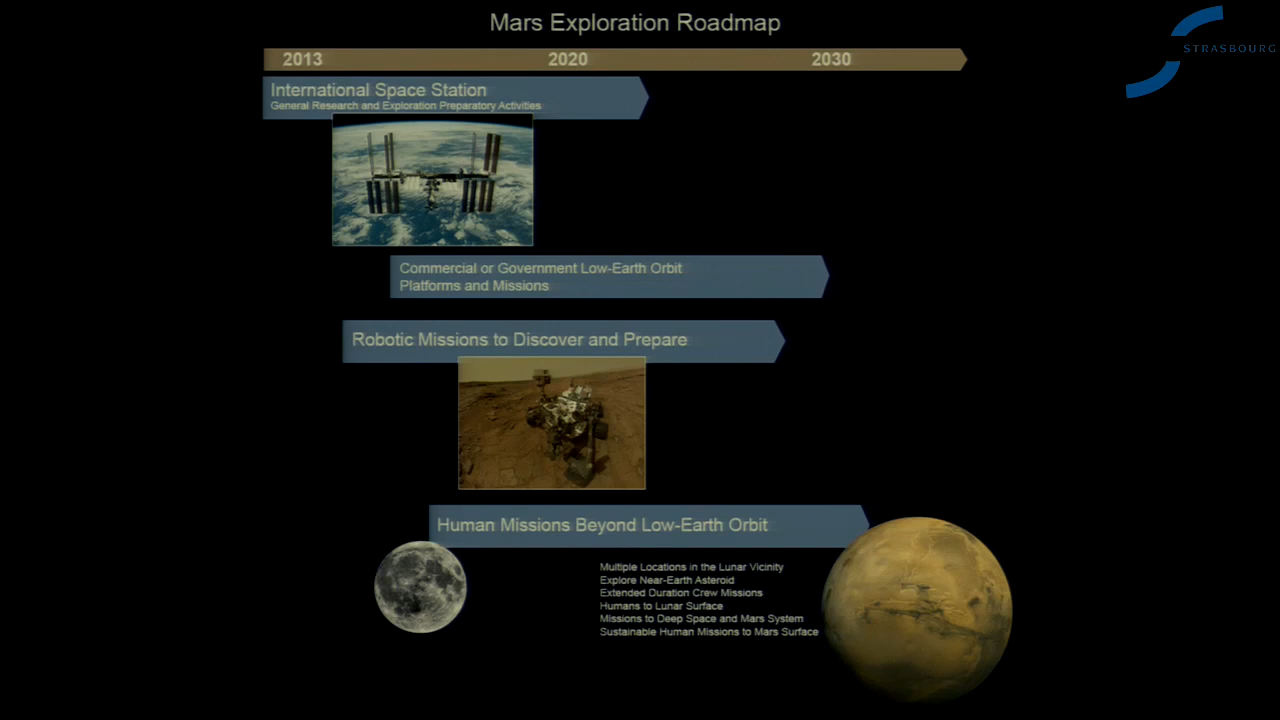 Mars Exploration Roadmap
STRASBOURG
2013 2020 2030
International Space Station
General Research and Exploration Preparatory Activities
Commercial or Government Low-Earth Orbit
Platforms and Missions
Robotic Missions to Discover and Prepare
Human Missions Beyond Low-Earth Orbit
Multiple Locations in the Lunar Vicinity
Explore Near-Earth Asteroid
Extended Duration Crew Missions
Humans to Lunar Surface
Missions to Deep Space and Mars System
Sustainable Human Missions to Mars Surface